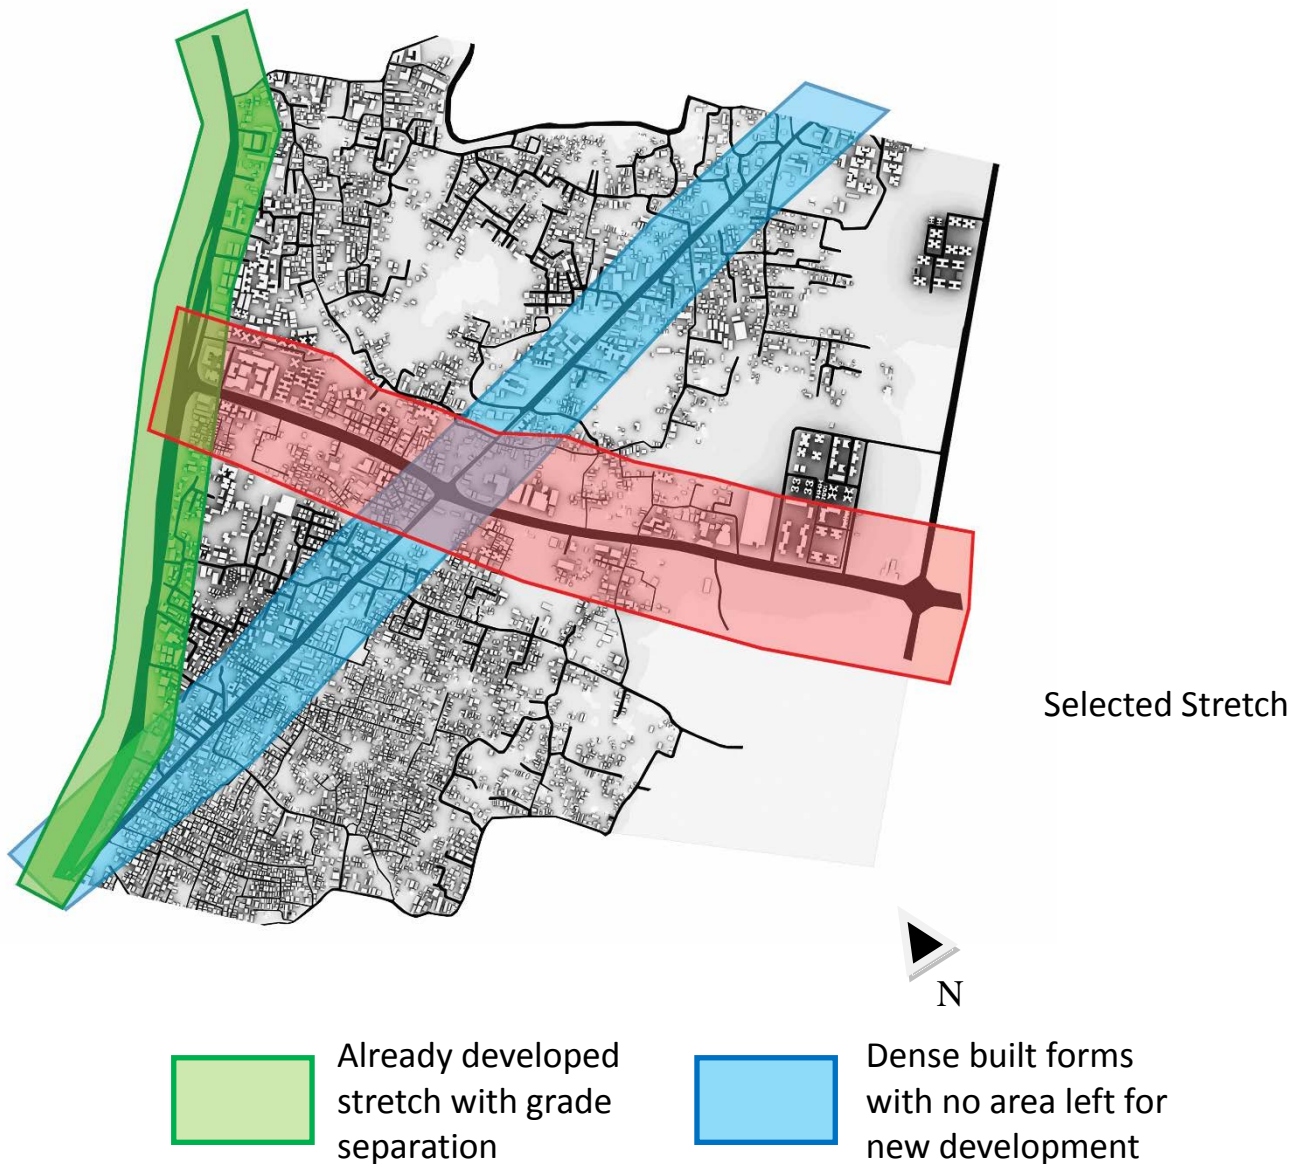 Selected Stretch
N
Already developed
stretch with grade
separation
Dense built forms
with no area left for
new development